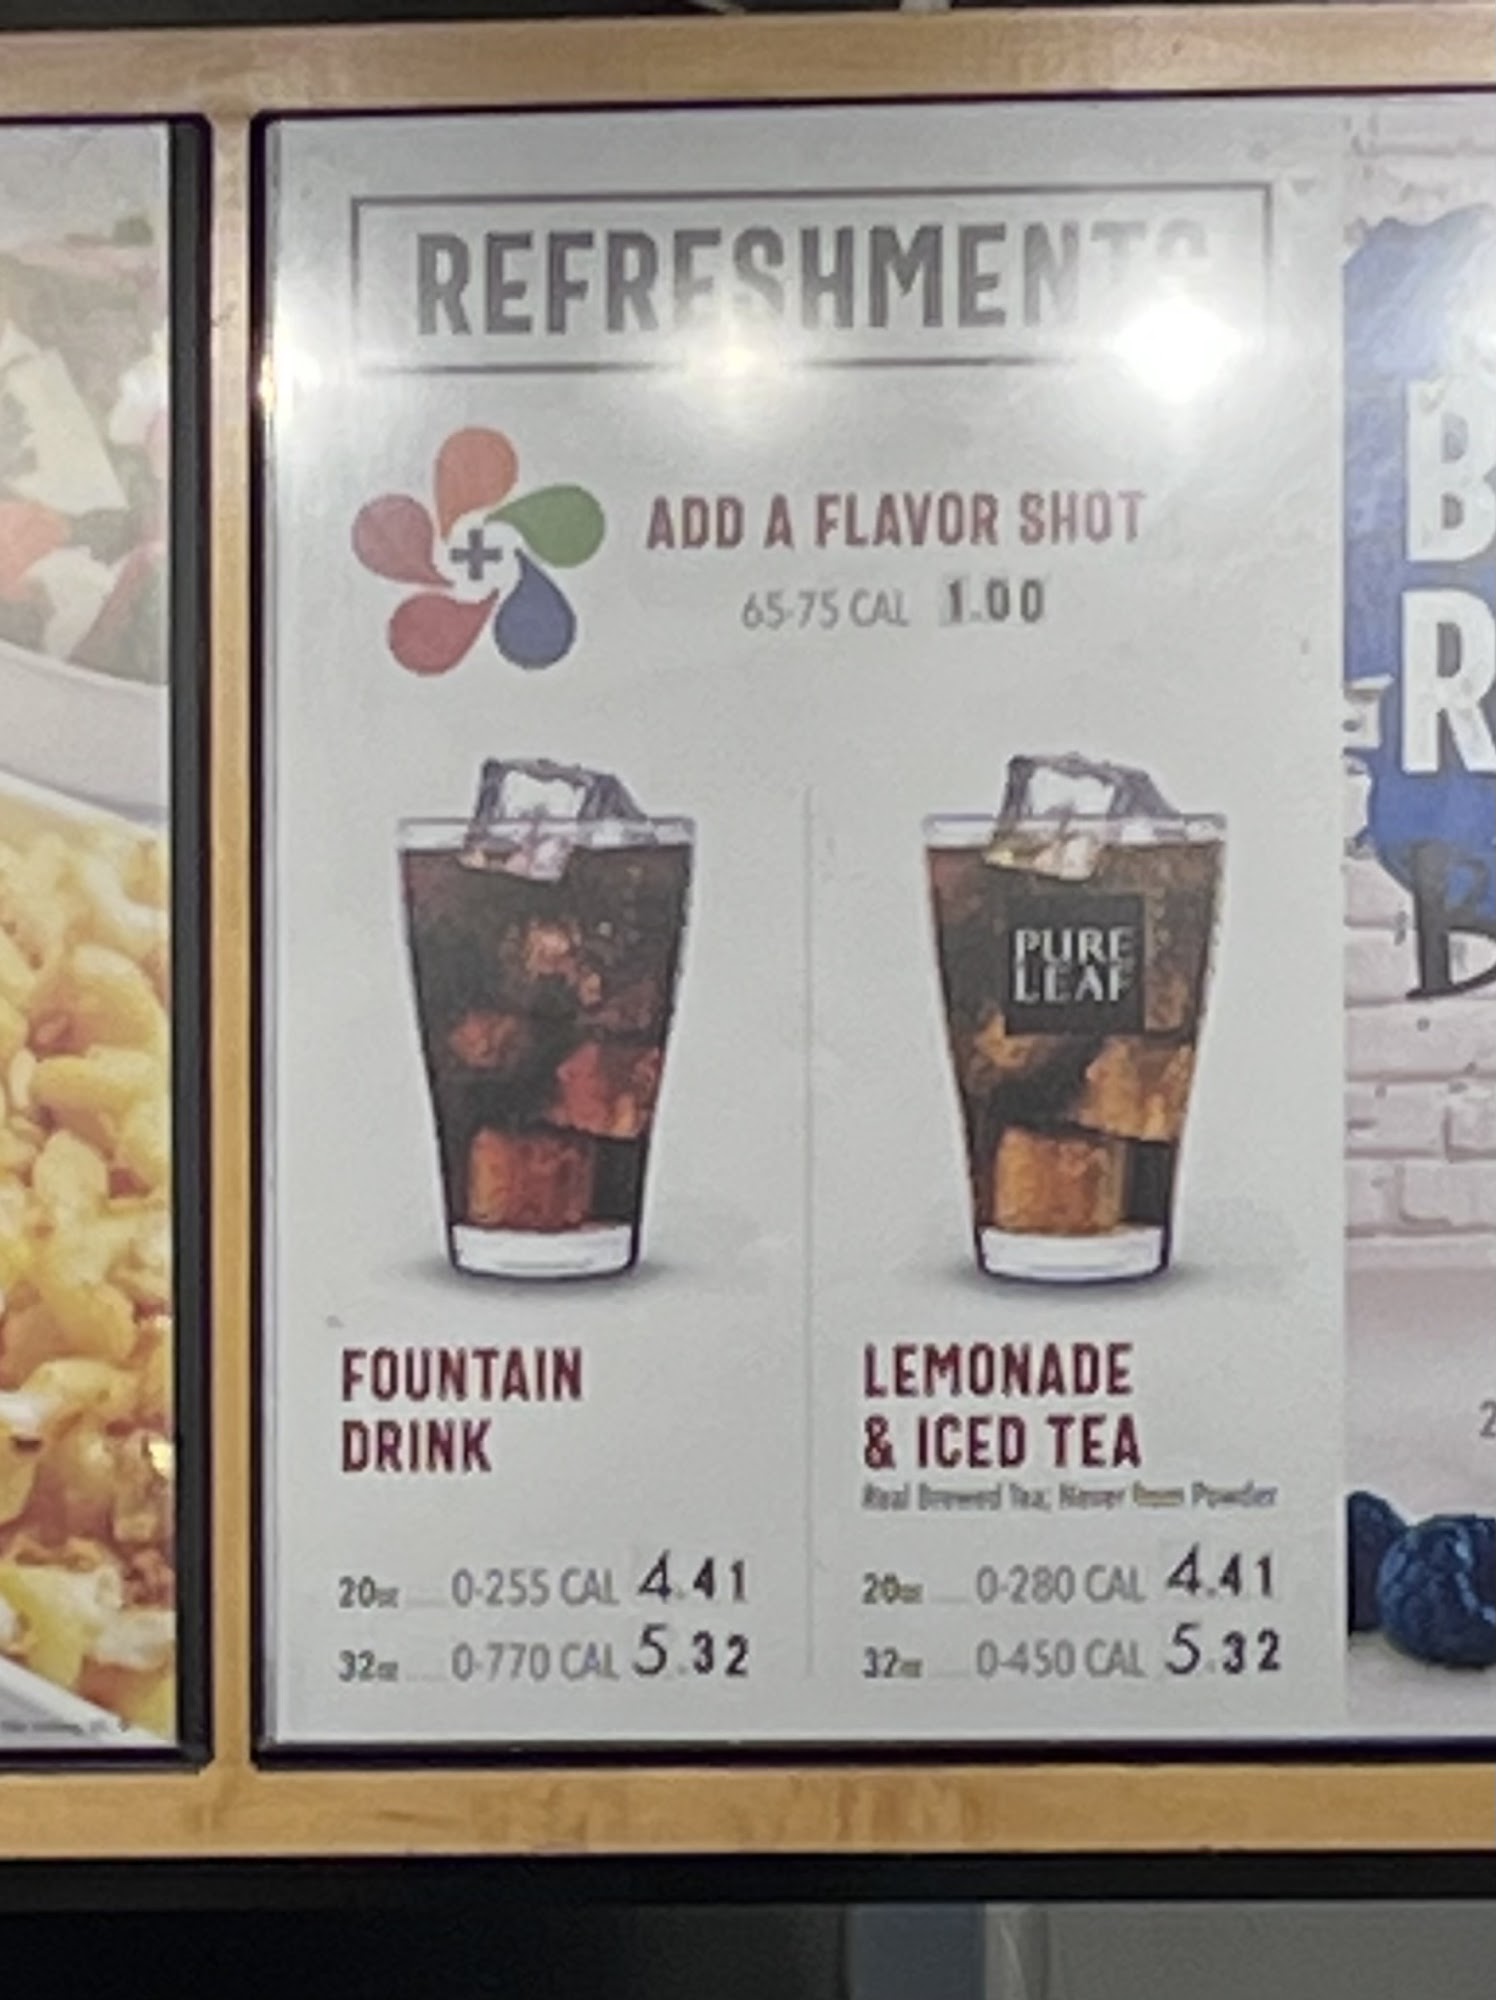 REFRESHMENTS
ADD A FLAVOR SHOT
65-75 CAL 1.00
PURE
LEAF
FOUNTAIN
DRINK
20oz 0-255 CAL 4.41
32oz 0-770 CAL 5.32
LEMONADE
& ICED TEA
Real Brewed Tea, Never from Powder
20oz 0-280 CAL 4.41
32oz 0-450 CAL 5.32
B
R
B
2